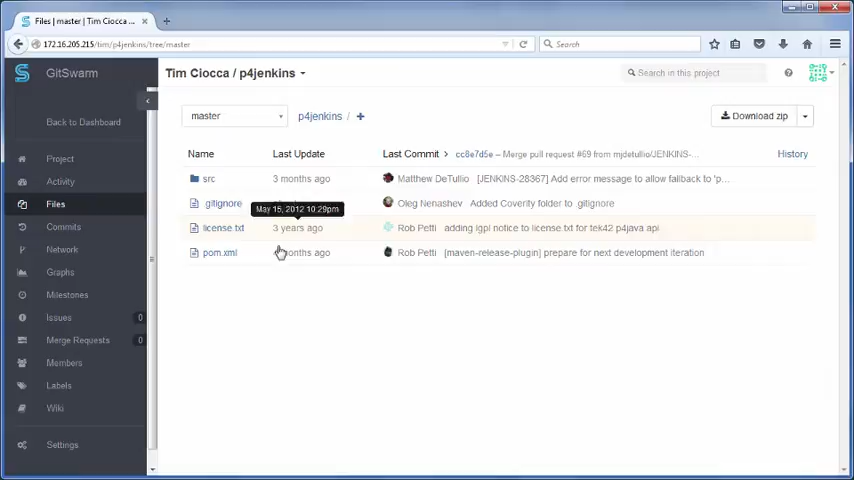 Files | master | Tim Ciocca ...
172.16.205.215/tim/p4jenkins/tree/master
Search
GitSwarm
Tim Ciocca / p4jenkins
Search in this project
Back to Dashboard
master
p4jenkins /
Download zip
Name
Last Update
Last Commit
cc8e7d5e – Merge pull request #69 from mjdetullio/JENKINS-...
History
Project
src
3 months ago
Matthew DeTullio
[JENKINS-28367] Add error message to allow fallback to 'p...
Activity
Files
.gitignore
Oleg Nenashev
Added Coverity folder to .gitignore
May 15, 2012 10:29pm
Commits
license.txt
3 years ago
Rob Petti
adding lgpl notice to license.txt for tek42 p4java api.
Network
pom.xml
months ago
Rob Petti
[maven-release-plugin] prepare for next development iteration
Graphs
Milestones
Issues
0
Merge Requests
0
Members
Labels
Wiki
Settings